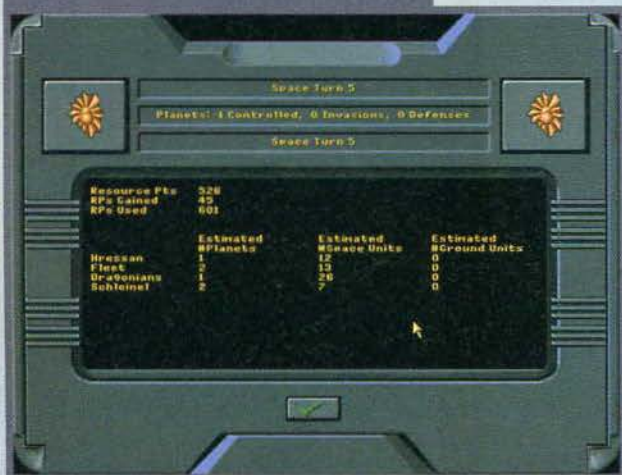 Space Turn 5
Planets: 1 Controlled, 0 Invasions, 0 Defenses
Space Turn 5
Resource Pts 528
RPs Gained 45
RPs Used 601
Estimated Estimated Estimated
#Planets #Space Units #Ground Units
Hressan 1 12 0
Fleet 2 13 0
Dragonians 1 26 0
Schleinel 2 7 0